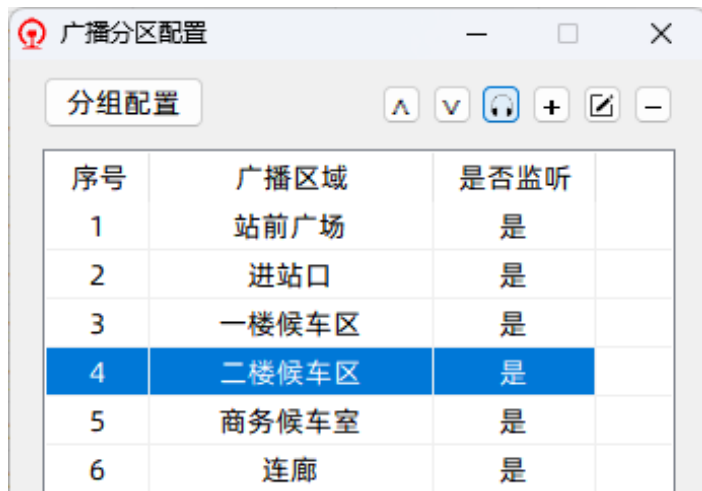 广播分区配置
分组配置
序号 广播区域 是否监听
1 站前广场 是
2 进站口 是
3 一楼候车区 是
4 二楼候车区 是
5 商务候车室 是
6 连廊 是